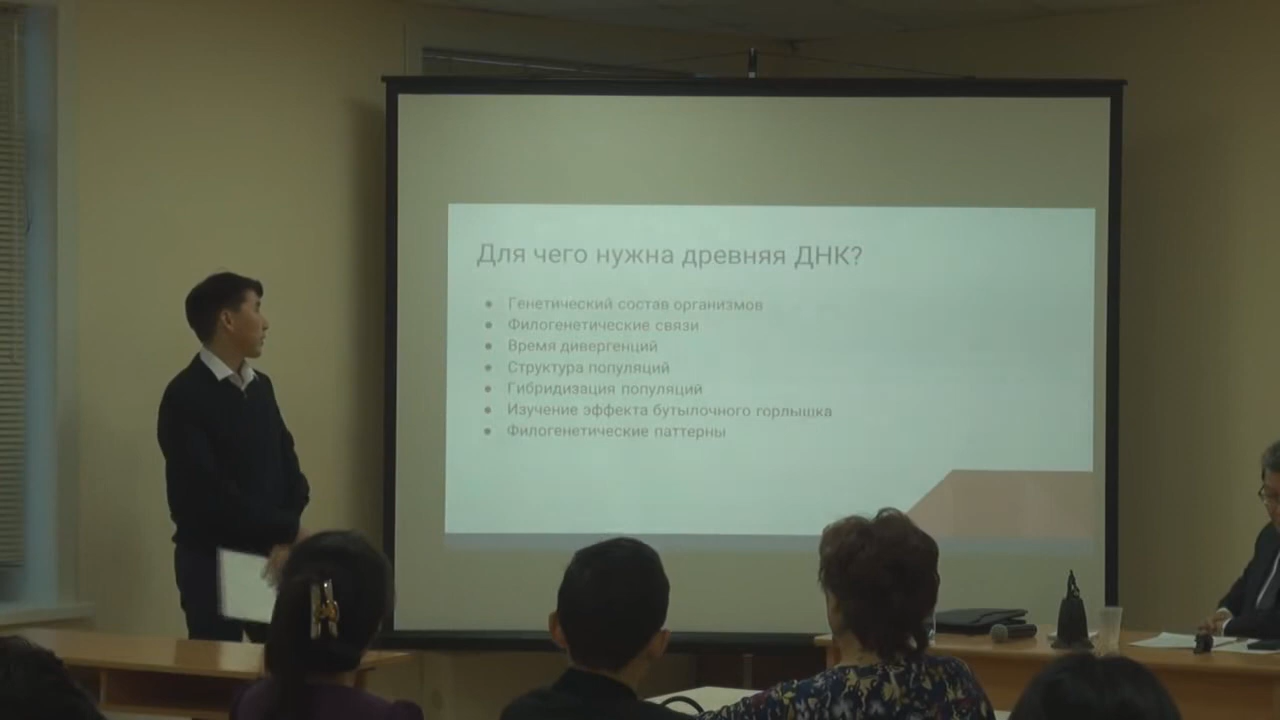 Для чего нужна древняя ДНК?
● Генетический состав организмов
● Филогенетические связи
● Время дивергенций
● Структура популяций
● Гибридизация популяций
● Изучение эффекта бутылочного горлышка
● Филогенетические паттерны